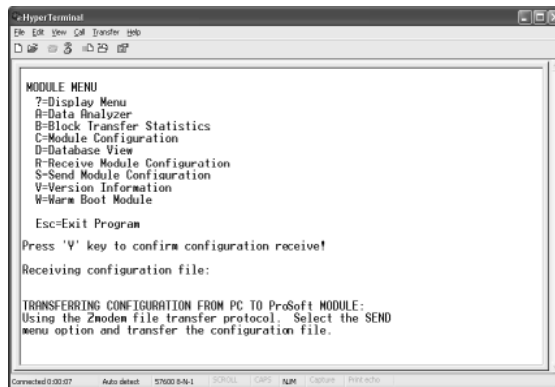 HyperTerminal
File Edit View Call Transfer Help
MODULE MENU
?=Display Menu
A=Data Analyzer
B=Block Transfer Statistics
C=Module Configuration
D=Database View
R=Receive Module Configuration
S=Send Module Configuration
V=Version Information
W=Warm Boot Module
Esc=Exit Program
Press 'Y' key to confirm configuration receive!
Receiving configuration file:
TRANSFERRING CONFIGURATION FROM PC TO ProSoft MODULE:
Using the Zmodem file transfer protocol. Select the SEND
menu option and transfer the configuration file.
Connected 0:00:07 Auto detect 57600 8-N-1 SCROLL CAPS NUM Capture Print echo